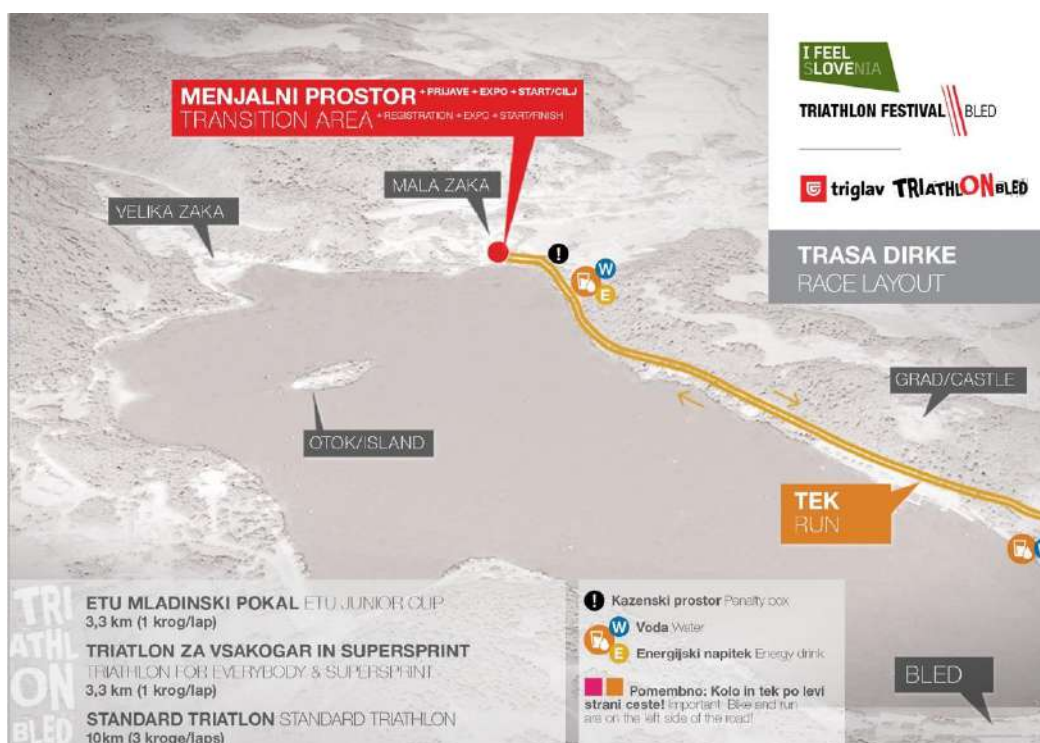 MENJALNI PROSTOR + PRIJAVE + EXPO + START/CILJ
TRANSITION AREA + REGISTRATION + EXPO + START/FINISH
MALA ZAKA
VELIKA ZAKA
I FEEL
SLOVENIA
TRIATHLON FESTIVAL BLED
triglav TRIATHLON BLED
TRASA DIRKE
RACE LAYOUT
W
E
GRAD/CASTLE
OTOK/ISLAND
TEK
RUN
W
TRI
ATHL
ON
BLED
ETU MLADINSKI POKAL ETU JUNIOR CUP
3,3 km (1 krog/lap)
TRIATLON ZA VSAKOGAR IN SUPERSPRINT
TRIATHLON FOR EVERYBODY & SUPERSPRINT
3,3 km (1 krog/lap)
STANDARD TRIATLON STANDARD TRIATHLON
10km (3 kroge/laps)
! Kazenski prostor Penalty box
W Voda Water
E Energijski napitek Energy drink
Pomembno: Kolo in tek po levi
strani ceste! Important: Bike and run
are on the left side of the road!
BLED